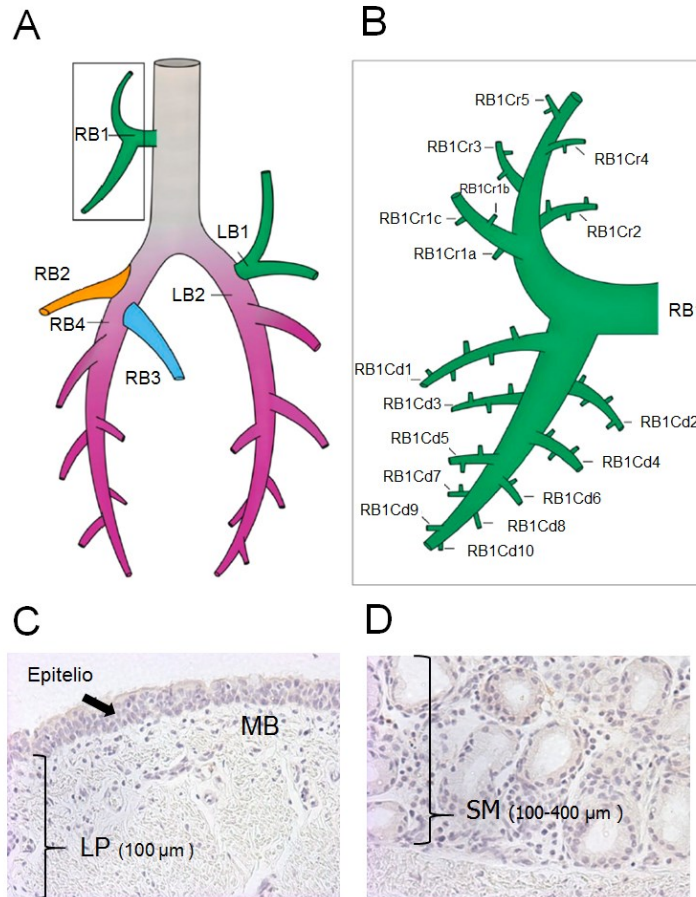 A
RB1
LB1
RB2
LB2
RB4
RB3
B
RB1Cr5
RB1Cr3
RB1Cr4
RB1Cr1b
RB1Cr1c
RB1Cr2
RB1Cr1a
RB1
RB1Cd1
RB1Cd3
RB1Cd2
RB1Cd5
RB1Cd4
RB1Cd7
RB1Cd6
RB1Cd9
RB1Cd8
RB1Cd10
C
Epitelio
MB
LP (100 µm)
D
SM (100-400 µm)